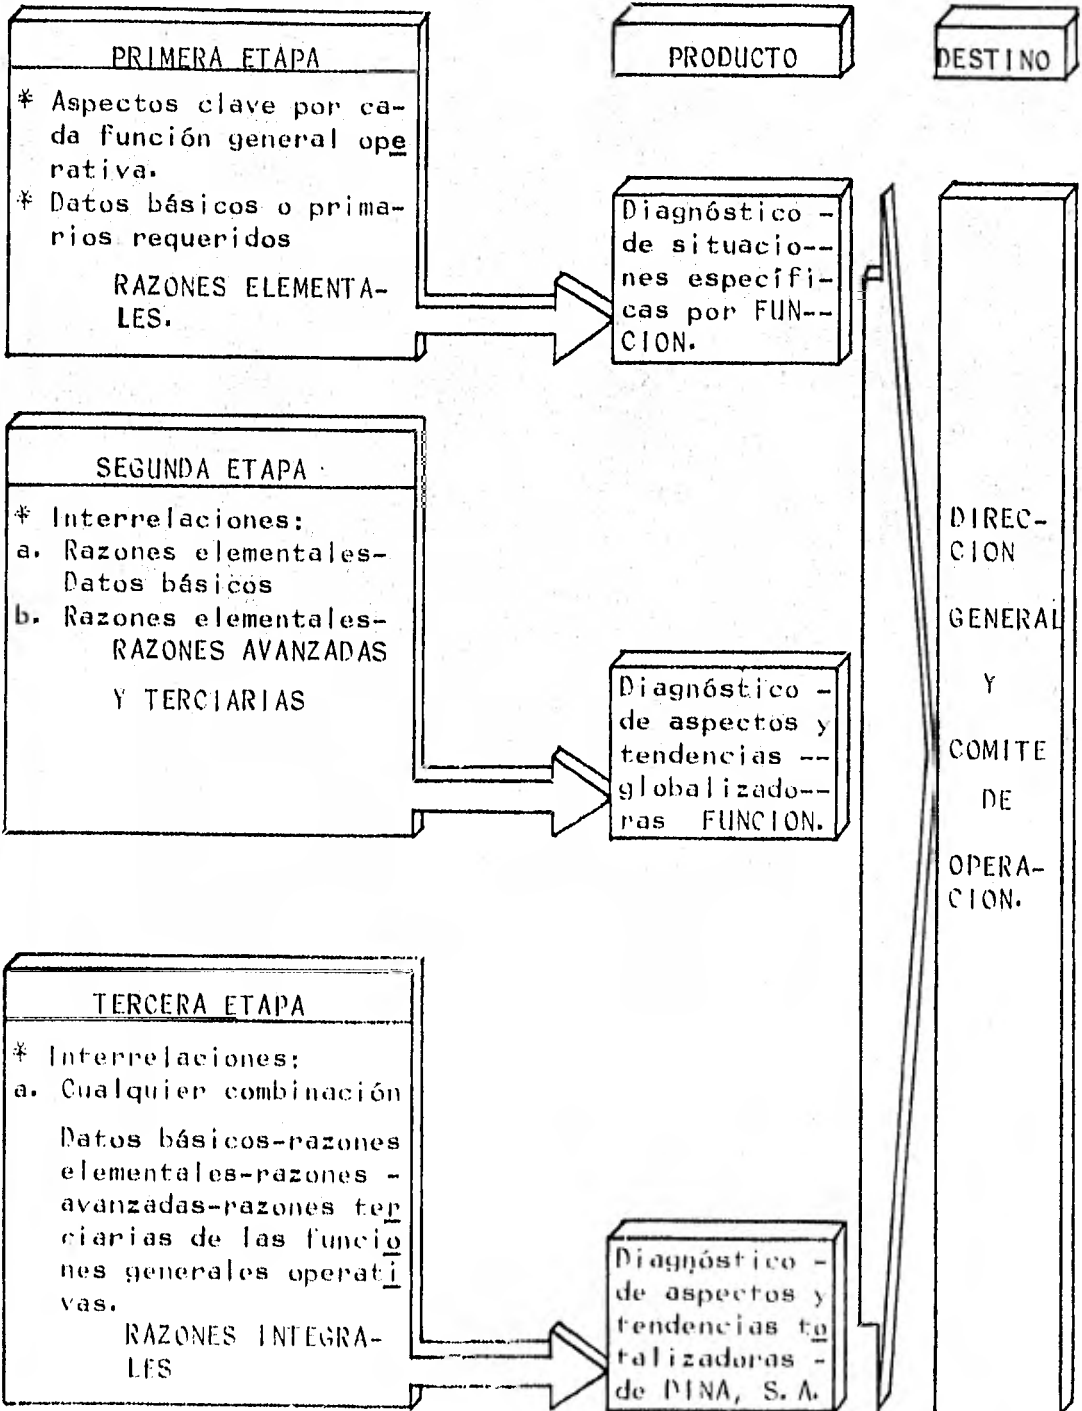 PRIMERA ETAPA
* Aspectos clave por ca-
da función general ope
rativa.
* Datos básicos o prima-
rios requeridos
RAZONES ELEMENTA-
LES.
PRODUCTO
Diagnóstico -
de situacio--
nes específi-
cas por FUN--
CION.
DESTINO
SEGUNDA ETAPA
* Interrelaciones:
a. Razones elementales-
Datos básicos
b. Razones elementales-
RAZONES AVANZADAS
Y TERCIARIAS
Diagnóstico -
de aspectos y
tendencias --
globalizado--
ras FUNCION.
TERCERA ETAPA
* Interrelaciones:
a. Cualquier combinación
Datos básicos-razones
elementales-razones -
avanzadas-razones ter
ciarias de las funcio
nes generales operati
vas.
RAZONES INTEGRA-
LES
Diagnóstico -
de aspectos y
tendencias to
talizadoras -
de DINA, S.A.
DIREC-
CION
GENERAL
Y
COMITE
DE
OPERA-
CION.